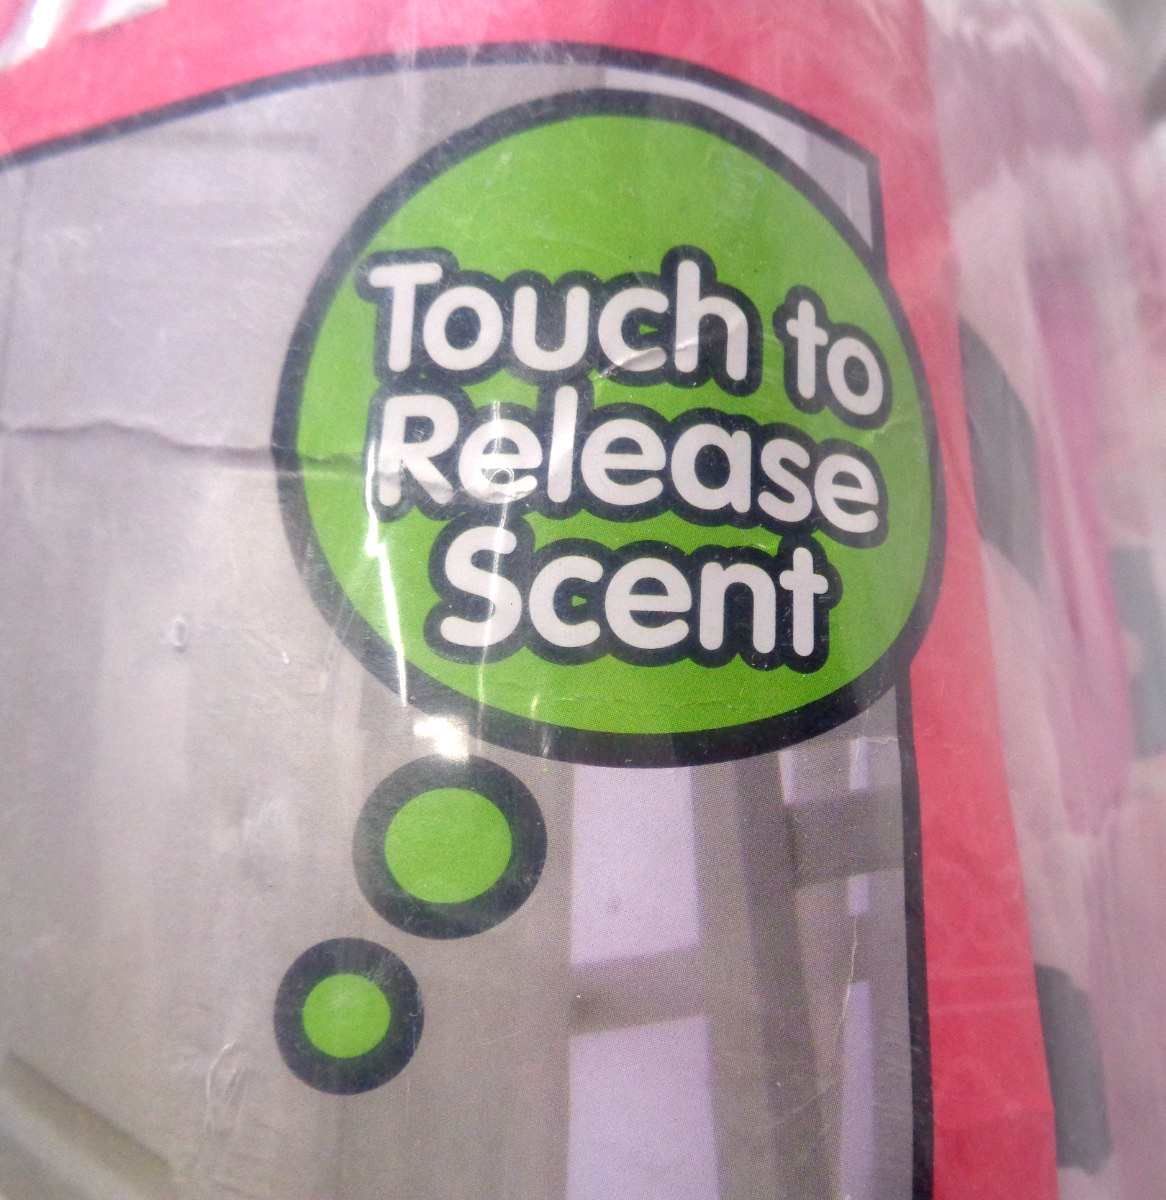 Touch to
Release
Scent